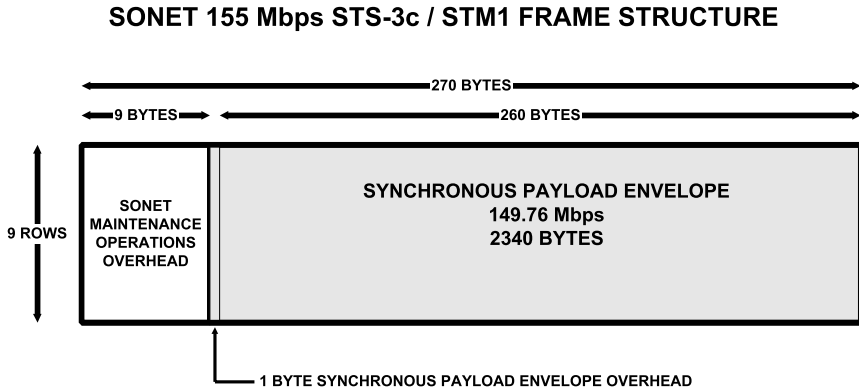 SONET 155 Mbps STS-3c / STM1 FRAME STRUCTURE
270 BYTES
9 BYTES
260 BYTES
9 ROWS
SONET
MAINTENANCE
OPERATIONS
OVERHEAD
SYNCHRONOUS PAYLOAD ENVELOPE
149.76 Mbps
2340 BYTES
1 BYTE SYNCHRONOUS PAYLOAD ENVELOPE OVERHEAD